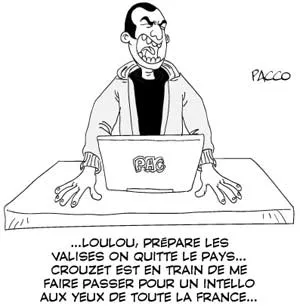 PACCO
PAC
...LOULOU, PRÉPARE LES
VALISES ON QUITTE LE PAYS...
CROUZET EST EN TRAIN DE ME
FAIRE PASSER POUR UN INTELLO
AUX YEUX DE TOUTE LA FRANCE...